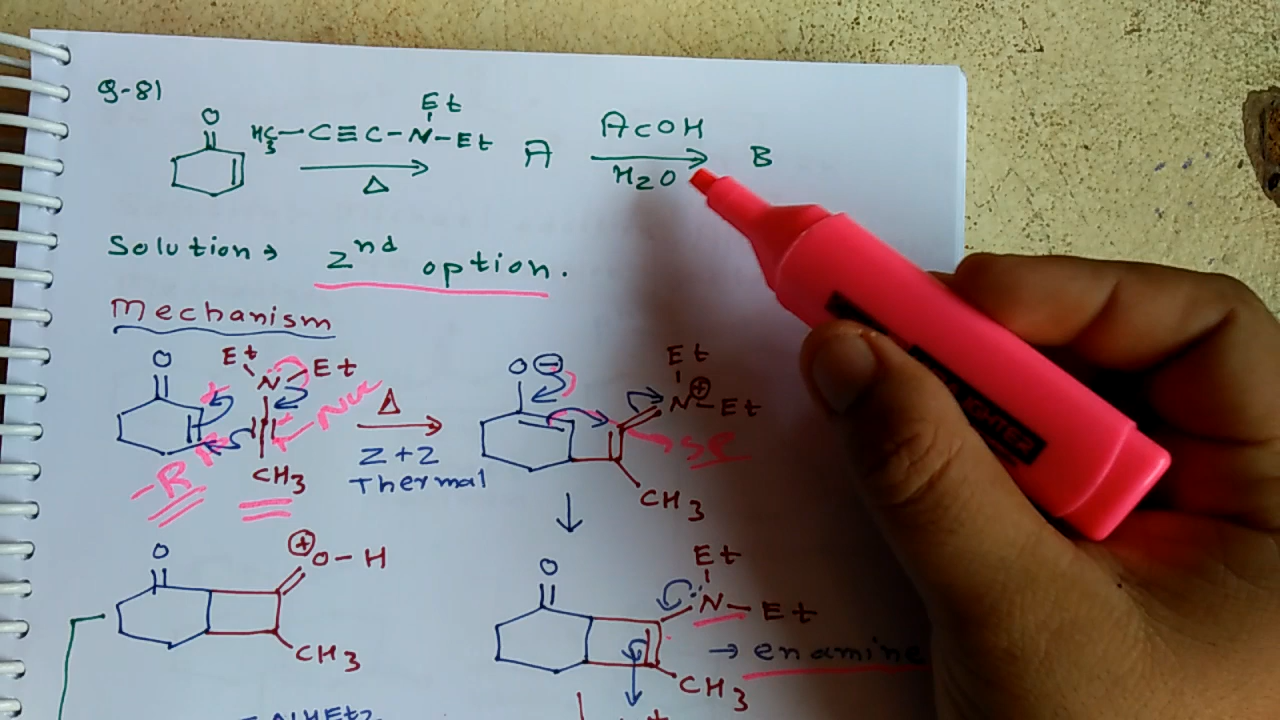 Q-81
O H3C-C≡C-N-Et Et A AcOH H2O B
Δ
Solution → 2nd option.
Mechanism
O Et N Et
CH3
-R Nu
Δ
2+2
Thermal
O⊖ Et N⊕-Et
CH3
O ⊕O-H
CH3
O Et N-Et
→ enamine
CH3
HTER